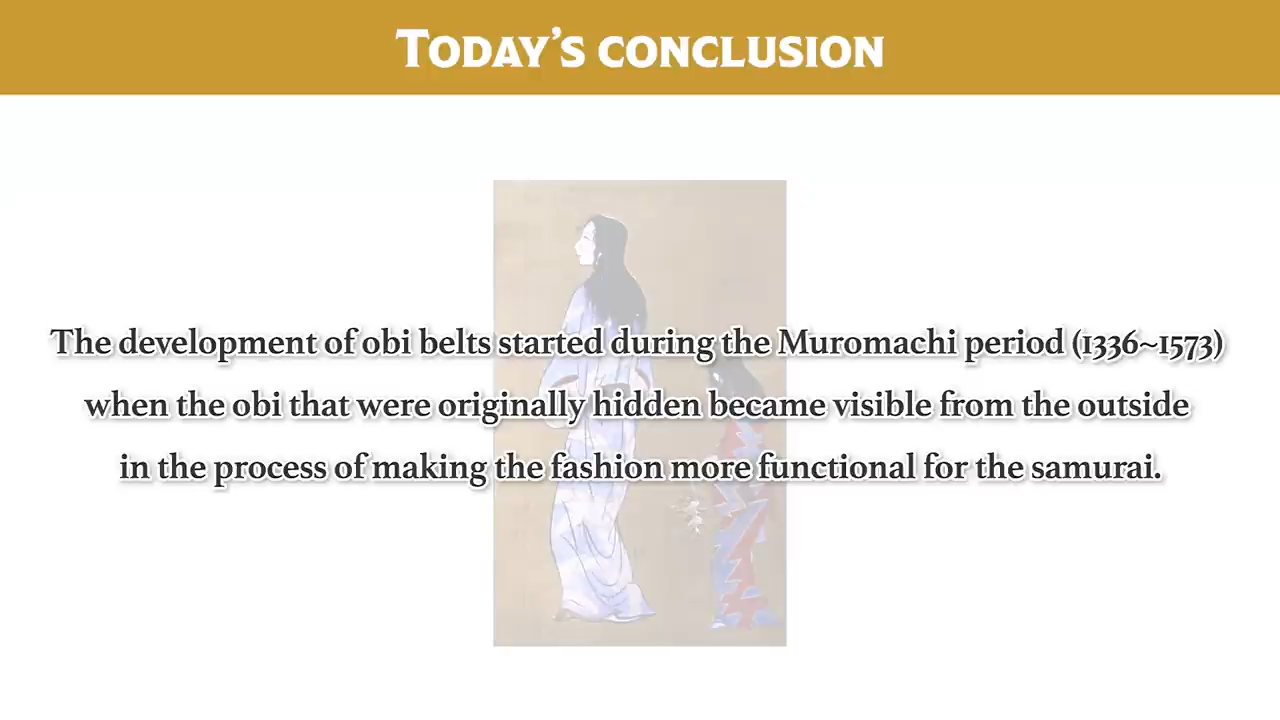 Today's conclusion
The development of obi belts started during the Muromachi period (1336~1573)
when the obi that were originally hidden became visible from the outside
in the process of making the fashion more functional for the samurai.